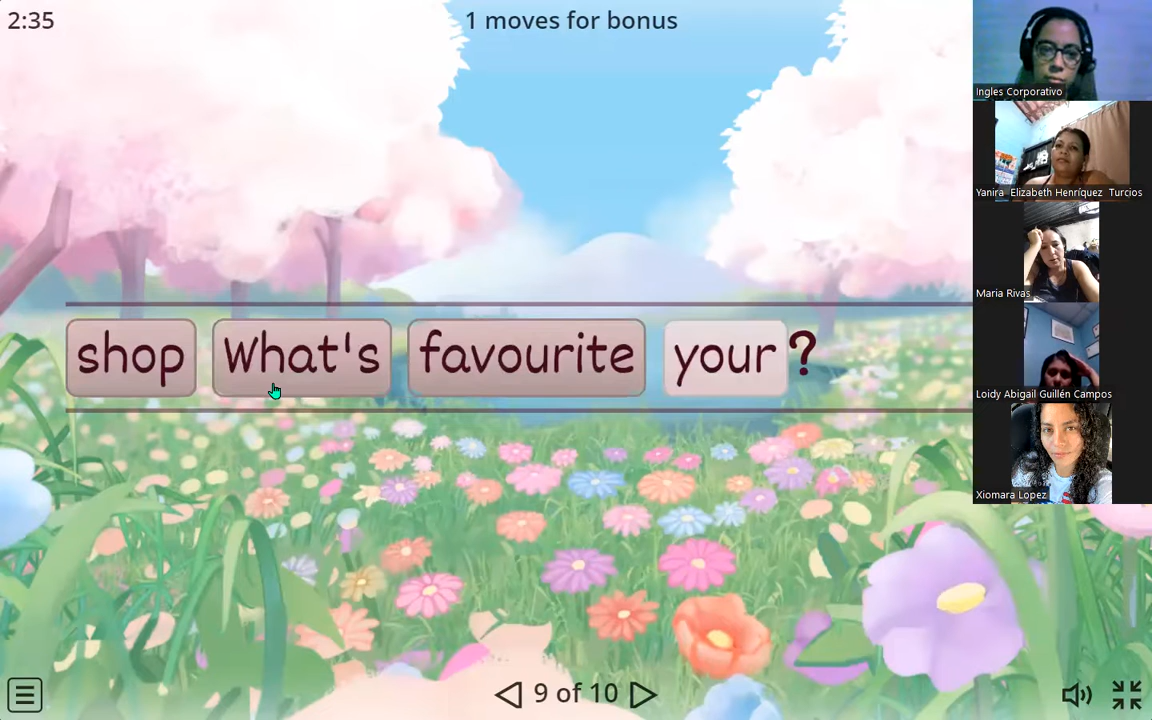 2:35
1 moves for bonus
Ingles Corporativo
Yanira Elizabeth Henríquez Turcios
Maria Rivas
Loidy Abigail Guillén Campos
Xiomara Lopez
shop What's favourite your ?
9 of 10